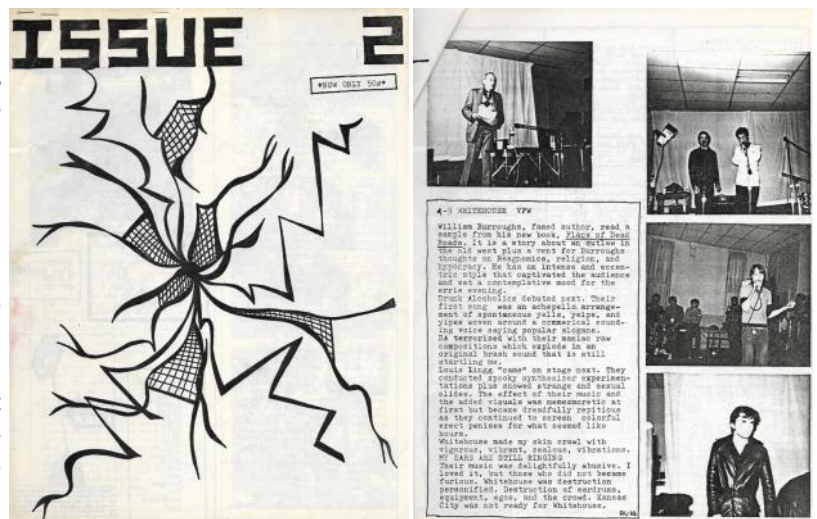 ISSUE 2
*NOW ONLY 50¢*
4-9 WHITEHOUSE VFW
William Burroughs, famed author, read a
sample from his new book, Place of Dead
Roads. It is a story about an outlaw in
the old west plus a vent for Burroughs
thoughts on Reagnomics, religion, and
hypocracy. He has an intense and eccen-
tric style that captivated the audience
and set a contemplative mood for the
errie evening.
Drunk Alcoholics debuted next. Their
first song was an achepello arrange-
ment of spontaneous yells, yelps, and
yipes woven around a commerical sound-
ing voice saying popular slogans.
DA terrorized with their maniac raw
compositions which explode in an
original brash sound that is still
startling me.
Louis Lingg "came" on stage next. They
conducted spooky synthesizer experimen-
tations plus showed strange and sexual
slides. The effect of their music and
the added visuals was mesmeretic at
first but became dreadfully repitious
as they continued to screen colorful
erect penises for what seemed like
hours.
Whitehouse made my skin crawl with
vigorous, vibrant, zealous, vibrations.
MY EARS ARE STILL RINGING
Their music was delightfully abusive. I
loved it, but those who did not became
furious. Whitehouse was destruction
personified. Destruction of eardrums,
equipment, egos, and the crowd. Kansas
City was not ready for Whitehouse.